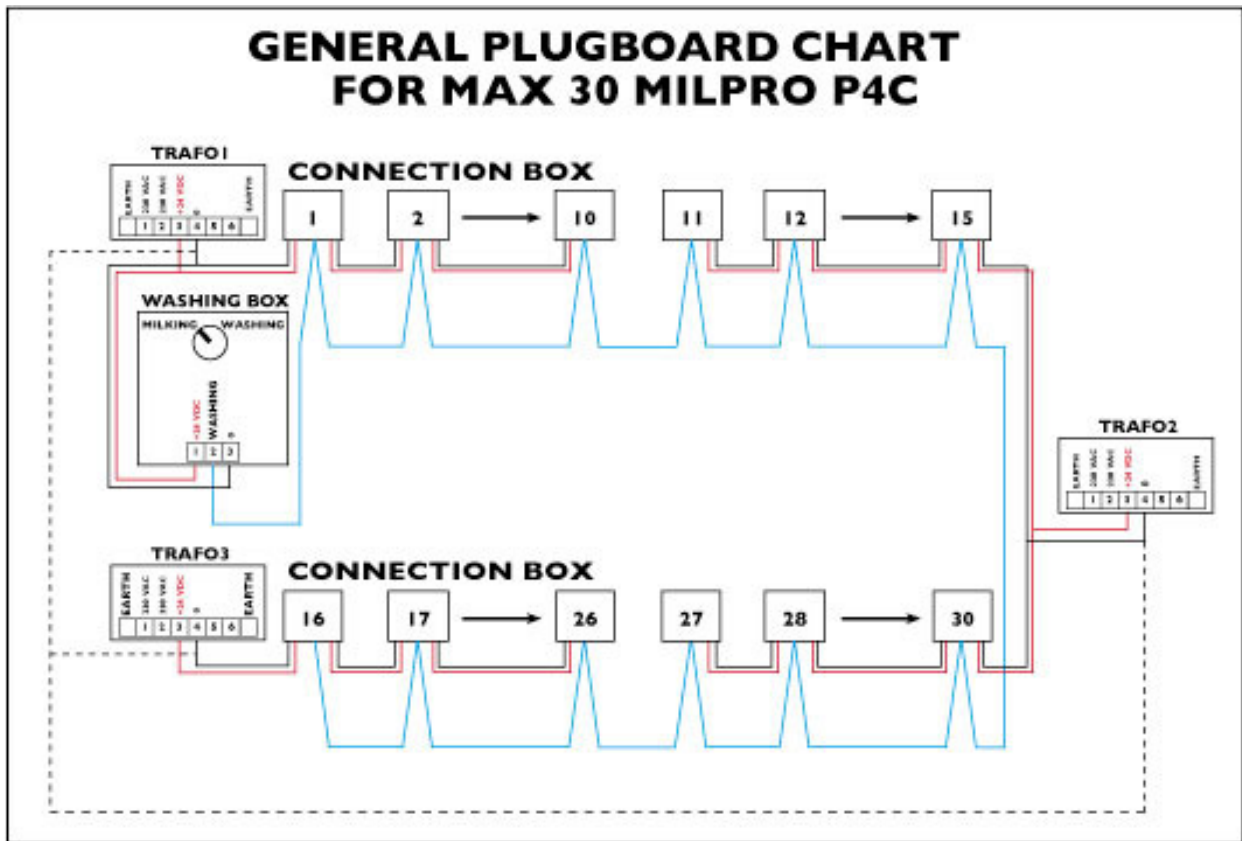 GENERAL PLUGBOARD CHART
FOR MAX 30 MILPRO P4C
TRAFO1
EARTH
230 VAC
230 VAC
+24 VDC
0
EARTH
1 2 3 4 5 6
CONNECTION BOX
1
2
10
11
12
15
WASHING BOX
MILKING
WASHING
+24 VDC
WASHING
0
1 2 3
TRAFO2
EARTH
230 VAC
230 VAC
+24 VDC
0
EARTH
1 2 3 4 5 6
TRAFO3
EARTH
230 VAC
230 VAC
+24 VDC
0
EARTH
1 2 3 4 5 6
CONNECTION BOX
16
17
26
27
28
30